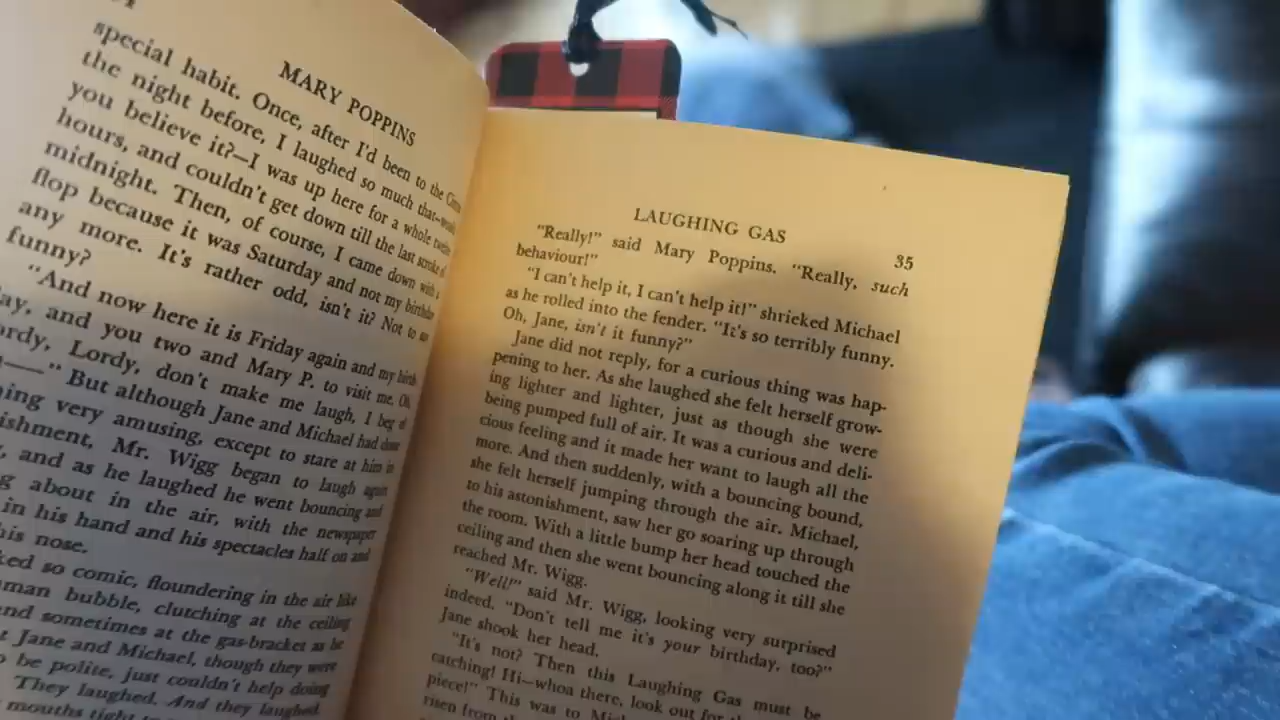 MARY POPPINS
special habit. Once, after I'd been to the
the night before, I laughed so much that—
you believe it?—I was up here for a whole
hours, and couldn't get down till the last stroke of
midnight. Then, of course, I came down with a
flop because it was Saturday and not my birthday
any more. It's rather odd, isn't it? Not to
funny?
"And now here it is Friday again and my
and you two and Mary P. to visit me. Oh,
Lordy, don't make me laugh, I beg of
——" But although Jane and Michael had
very amusing, except to stare at him in
Mr. Wigg began to laugh again
, and as he laughed he went bouncing and
about in the air, with the newspaper
in his hand and his spectacles half on and
his nose.
so comic, floundering in the air like
bubble, clutching at the ceiling
and sometimes at the gas-bracket as he
Jane and Michael, though they were
be polite, just couldn't help doing
They laughed. And they laughed.
mouths tight
LAUGHING GAS
35
"Really!" said Mary Poppins. "Really, such
behaviour!"
"I can't help it, I can't help it!" shrieked Michael
as he rolled into the fender. "It's so terribly funny.
Oh, Jane, isn't it funny?"
Jane did not reply, for a curious thing was hap-
pening to her. As she laughed she felt herself grow-
ing lighter and lighter, just as though she were
being pumped full of air. It was a curious and deli-
cious feeling and it made her want to laugh all the
more. And then suddenly, with a bouncing bound,
she felt herself jumping through the air. Michael,
to his astonishment, saw her go soaring up through
the room. With a little bump her head touched the
ceiling and then she went bouncing along it till she
reached Mr. Wigg.
"Well!" said Mr. Wigg, looking very surprised
indeed. "Don't tell me it's your birthday, too?"
Jane shook her head.
"It's not? Then this Laughing Gas must be
catching! Hi—whoa there, look out for the
piece!" This was to
risen from